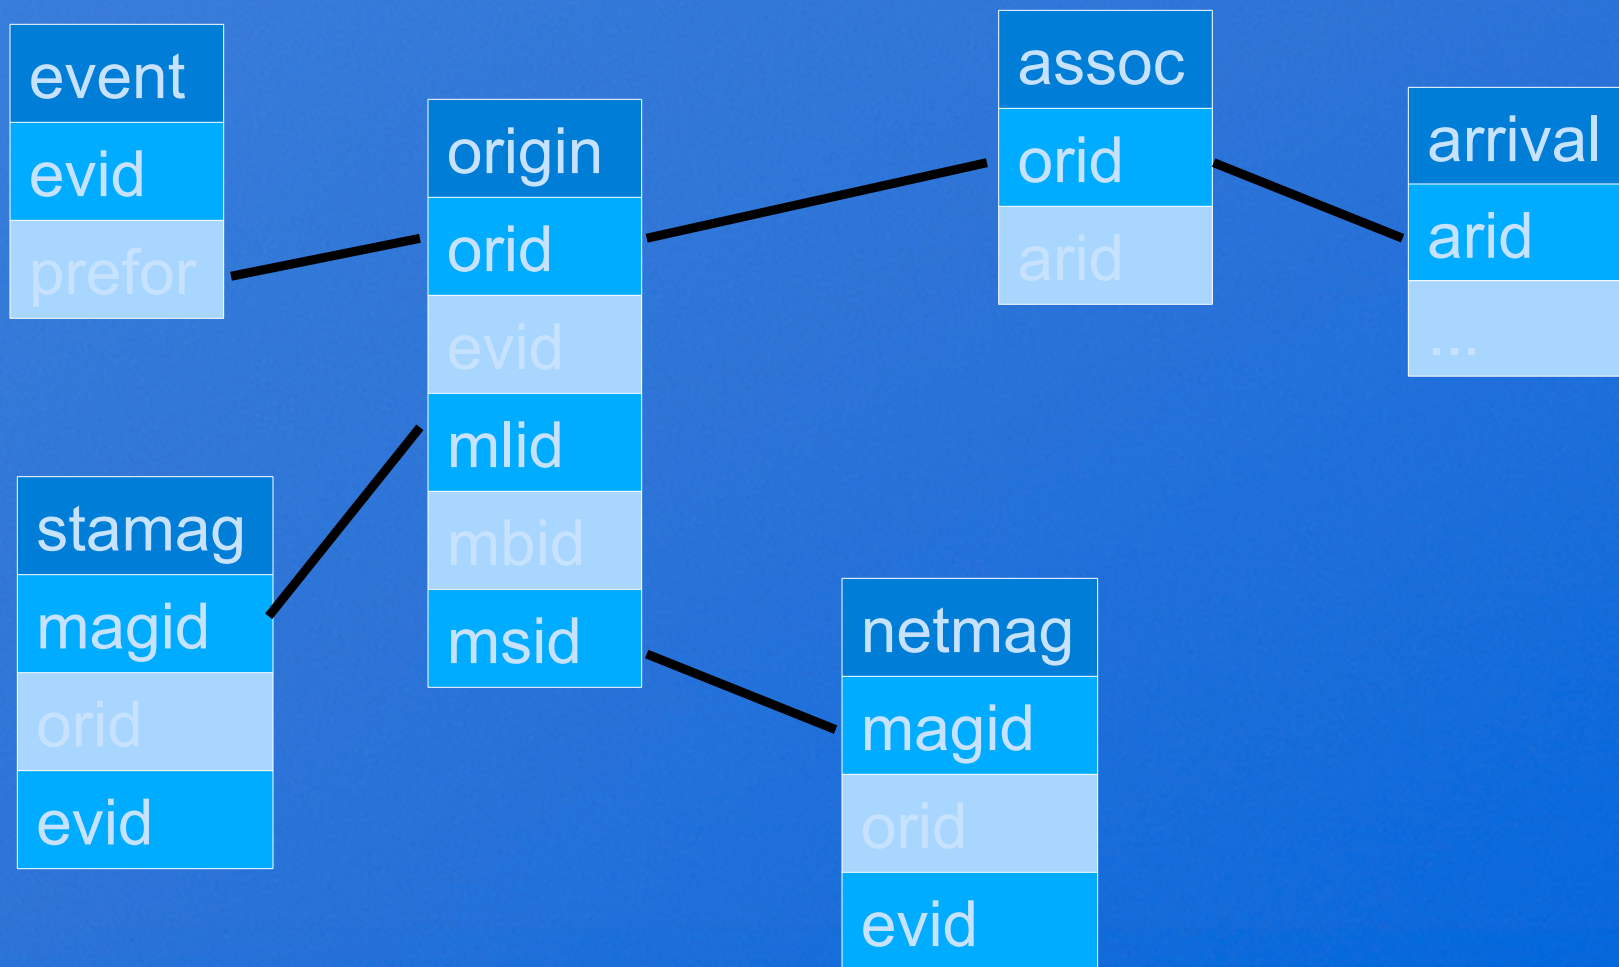 event
evid
prefor
origin
orid
evid
mlid
mbid
msid
assoc
orid
arid
arrival
arid
...
stamag
magid
orid
evid
netmag
magid
orid
evid